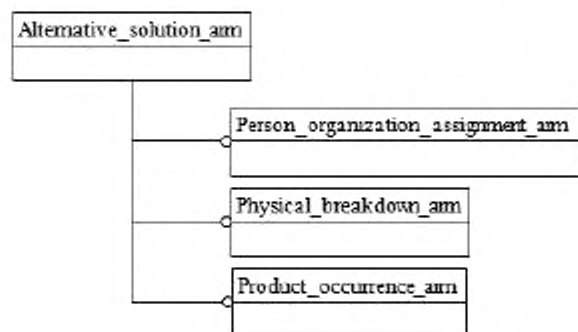 Alternative_solution_arm
Person_organization_assignment_arm
Physical_breakdown_arm
Product_occurrence_arm